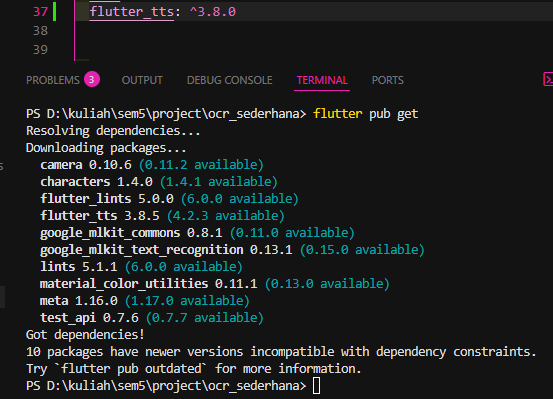 37 flutter_tts: ^3.8.0
38
39
PROBLEMS 3 OUTPUT DEBUG CONSOLE TERMINAL PORTS
PS D:\kuliah\sem5\project\ocr_sederhana> flutter pub get
Resolving dependencies...
Downloading packages...
camera 0.10.6 (0.11.2 available)
characters 1.4.0 (1.4.1 available)
flutter_lints 5.0.0 (6.0.0 available)
flutter_tts 3.8.5 (4.2.3 available)
google_mlkit_commons 0.8.1 (0.11.0 available)
google_mlkit_text_recognition 0.13.1 (0.15.0 available)
lints 5.1.1 (6.0.0 available)
material_color_utilities 0.11.1 (0.13.0 available)
meta 1.16.0 (1.17.0 available)
test_api 0.7.6 (0.7.7 available)
Got dependencies!
10 packages have newer versions incompatible with dependency constraints.
Try `flutter pub outdated` for more information.
PS D:\kuliah\sem5\project\ocr_sederhana>